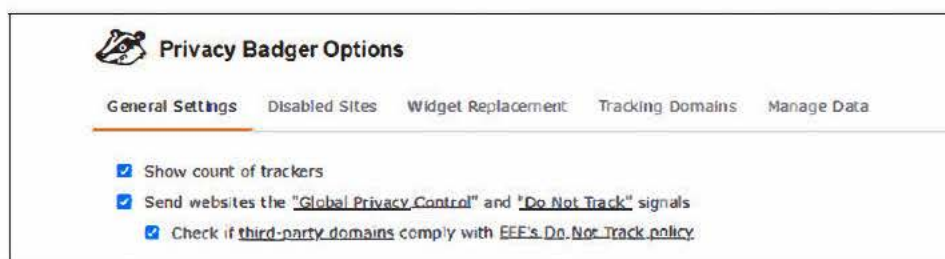 Privacy Badger Options
General Settings Disabled Sites Widget Replacement Tracking Domains Manage Data
Show count of trackers
Send websites the "Global Privacy Control" and "Do Not Track" signals
Check if third-party domains comply with EFF's Do Not Track policy